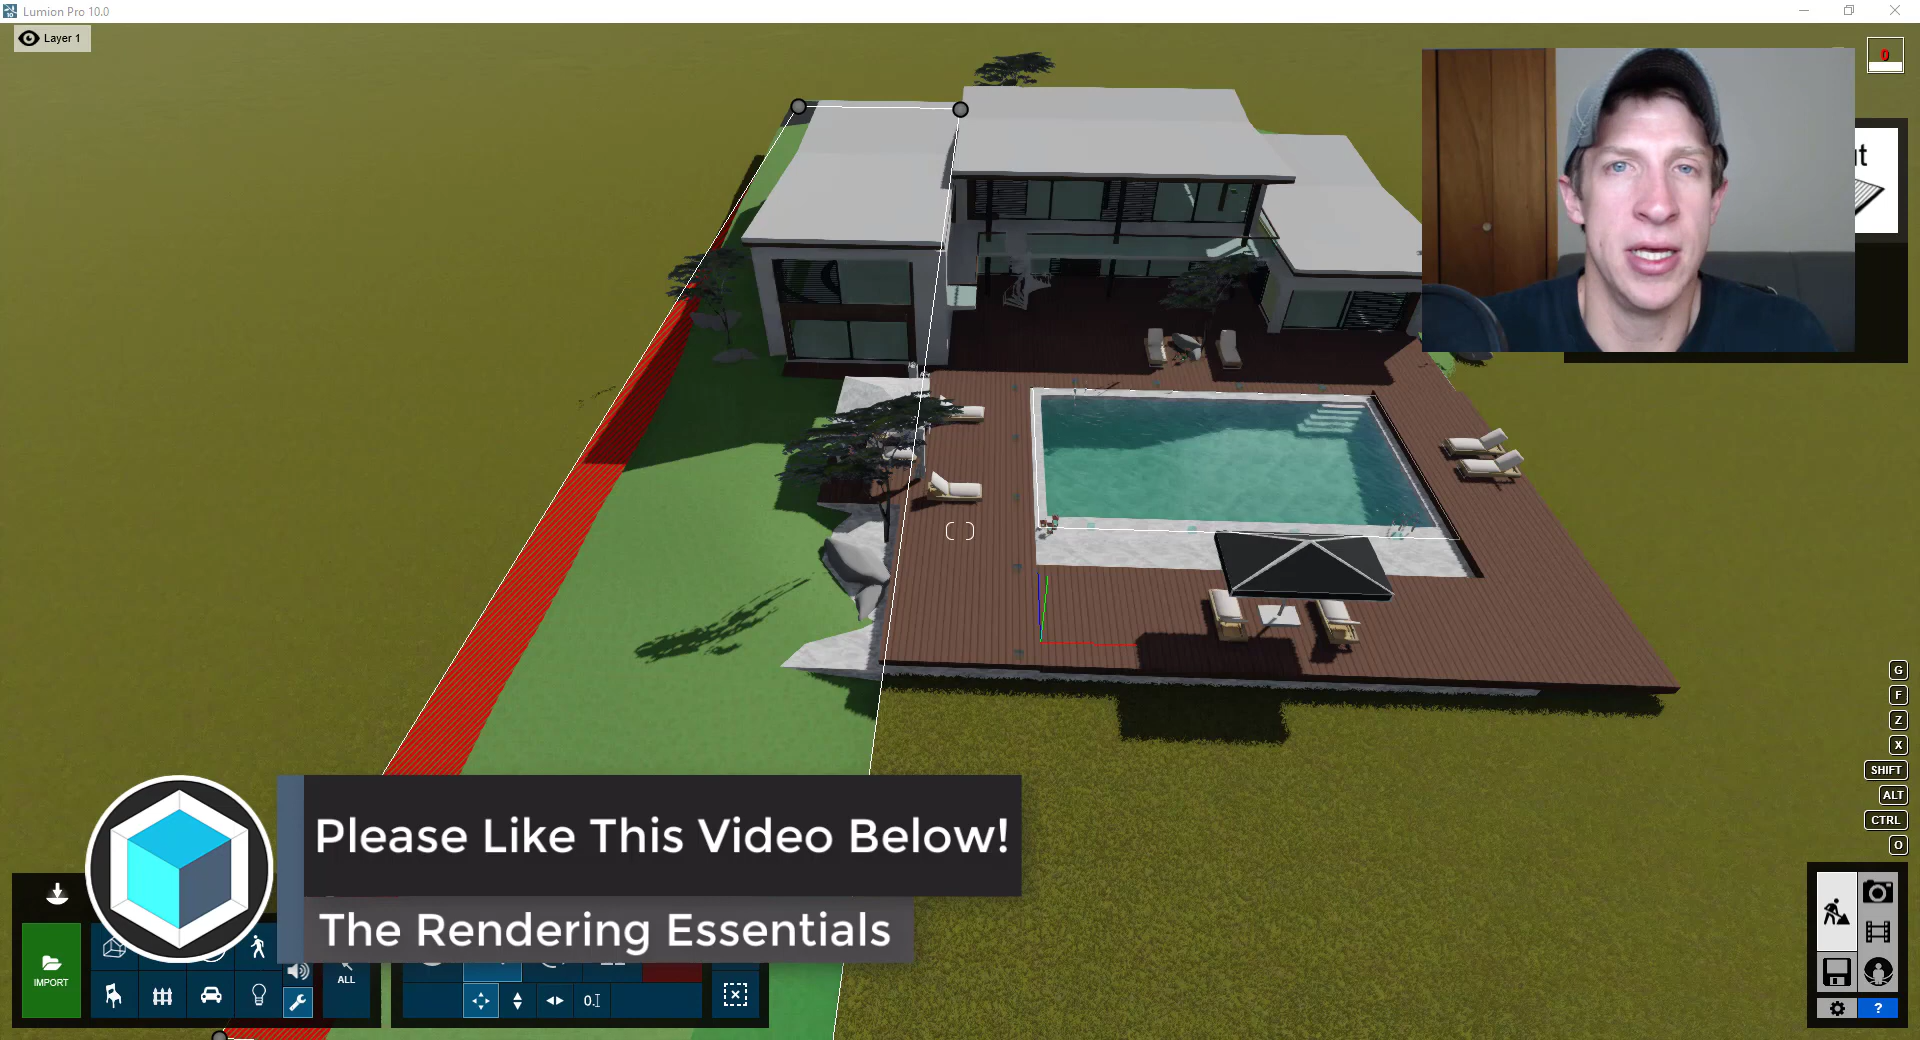 Lumion Pro 10.0
Layer 1
0
G
F
Z
X
SHIFT
ALT
CTRL
O
Please Like This Video Below!
The Rendering Essentials
IMPORT
ALL
0.
?